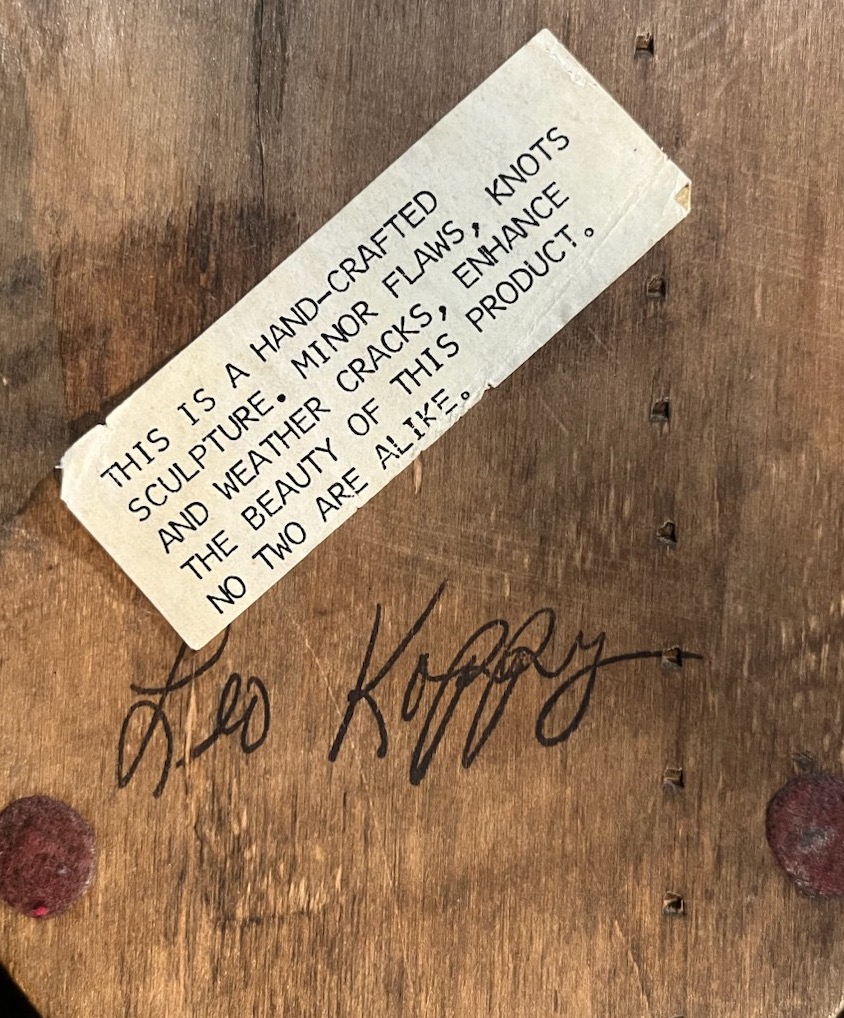 THIS IS A HAND-CRAFTED
SCULPTURE. MINOR FLAWS, KNOTS
AND WEATHER CRACKS, ENHANCE
THE BEAUTY OF THIS PRODUCT.
NO TWO ARE ALIKE.
Leo Koppy